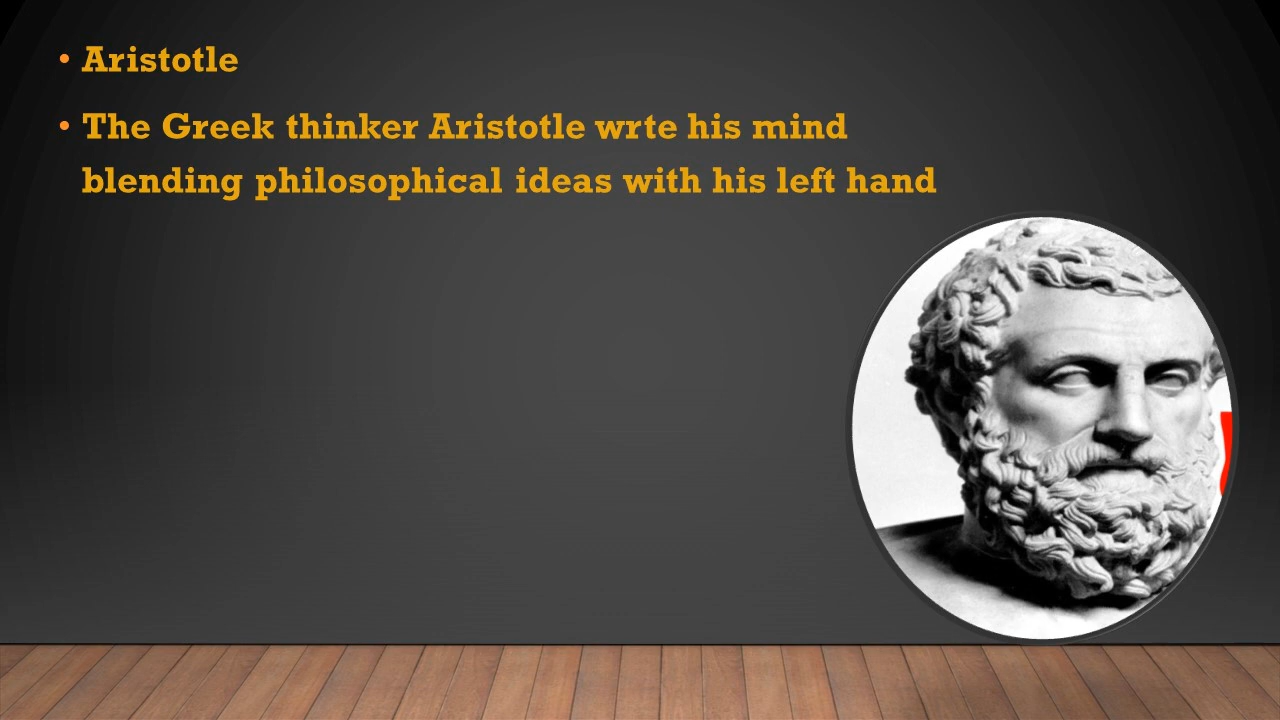 • Aristotle
• The Greek thinker Aristotle wrte his mind
blending philosophical ideas with his left hand